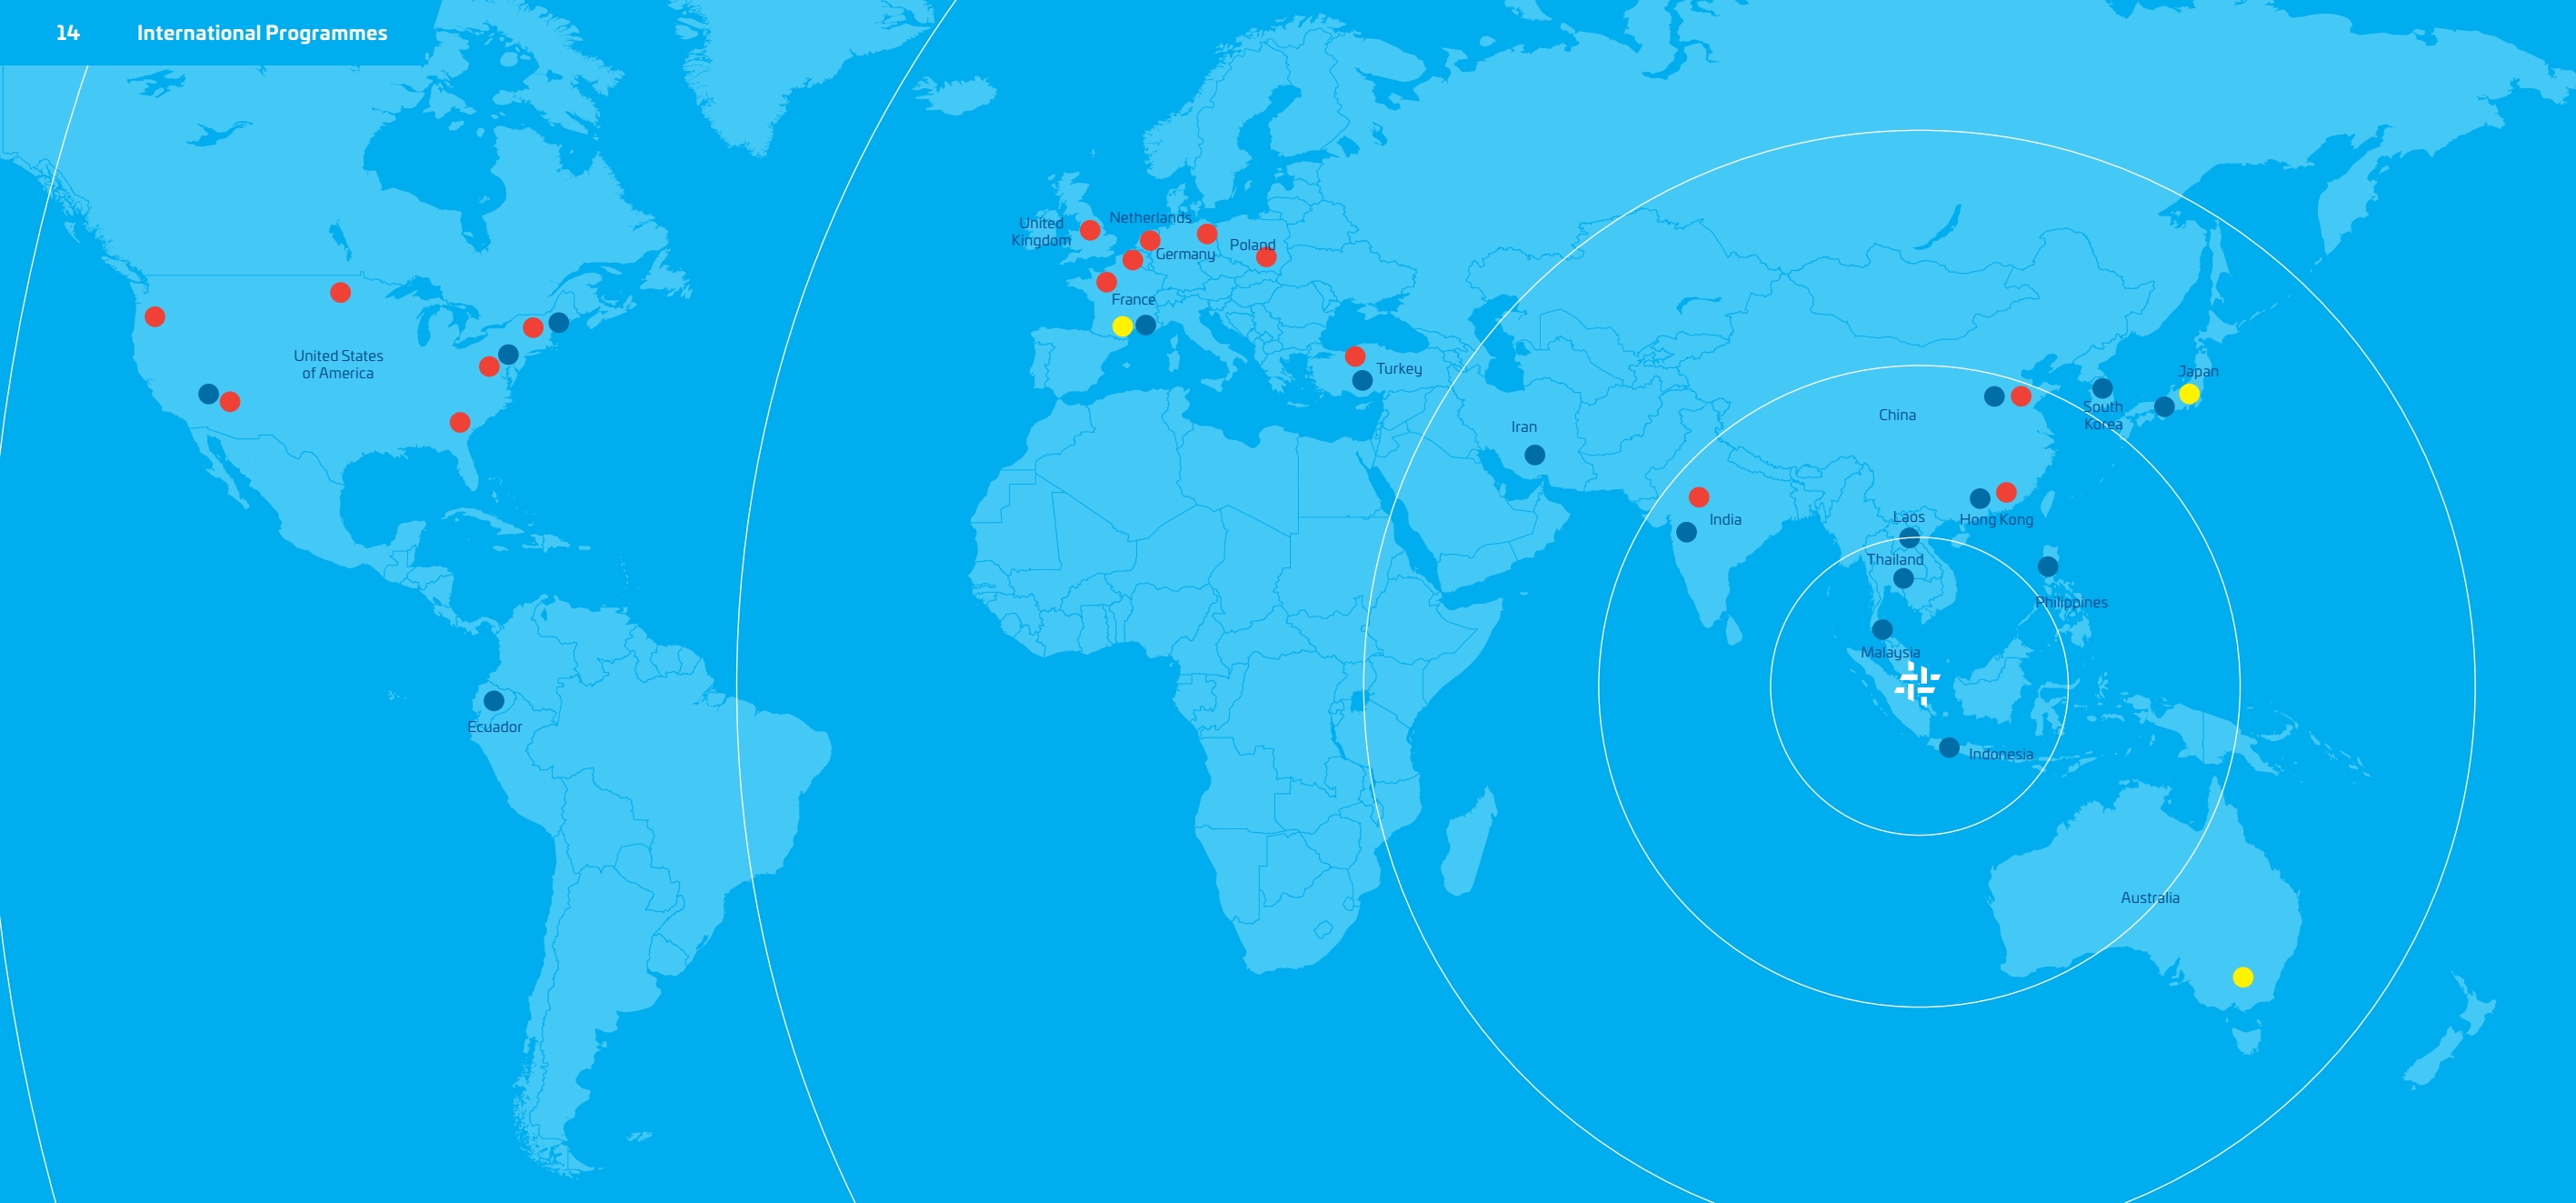 14 International Programmes
United
Kingdom
Netherlands
Germany
Poland
France
Turkey
United States
of America
Japan
South
Korea
China
Iran
India
Laos
Hong Kong
Thailand
Philippines
Malaysia
Ecuador
Indonesia
Australia